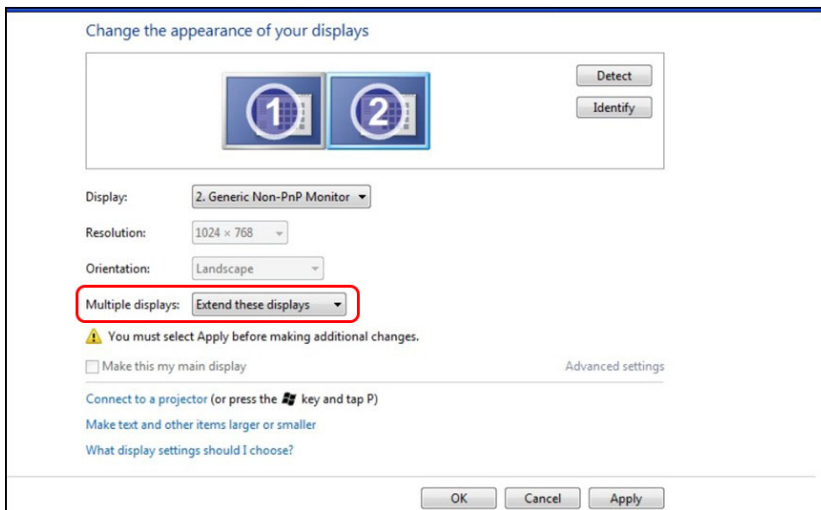 Change the appearance of your displays
1 2
Detect
Identify
Display: 2. Generic Non-PnP Monitor
Resolution: 1024 × 768
Orientation: Landscape
Multiple displays: Extend these displays
You must select Apply before making additional changes.
Make this my main display Advanced settings
Connect to a projector (or press the key and tap P)
Make text and other items larger or smaller
What display settings should I choose?
OK Cancel Apply